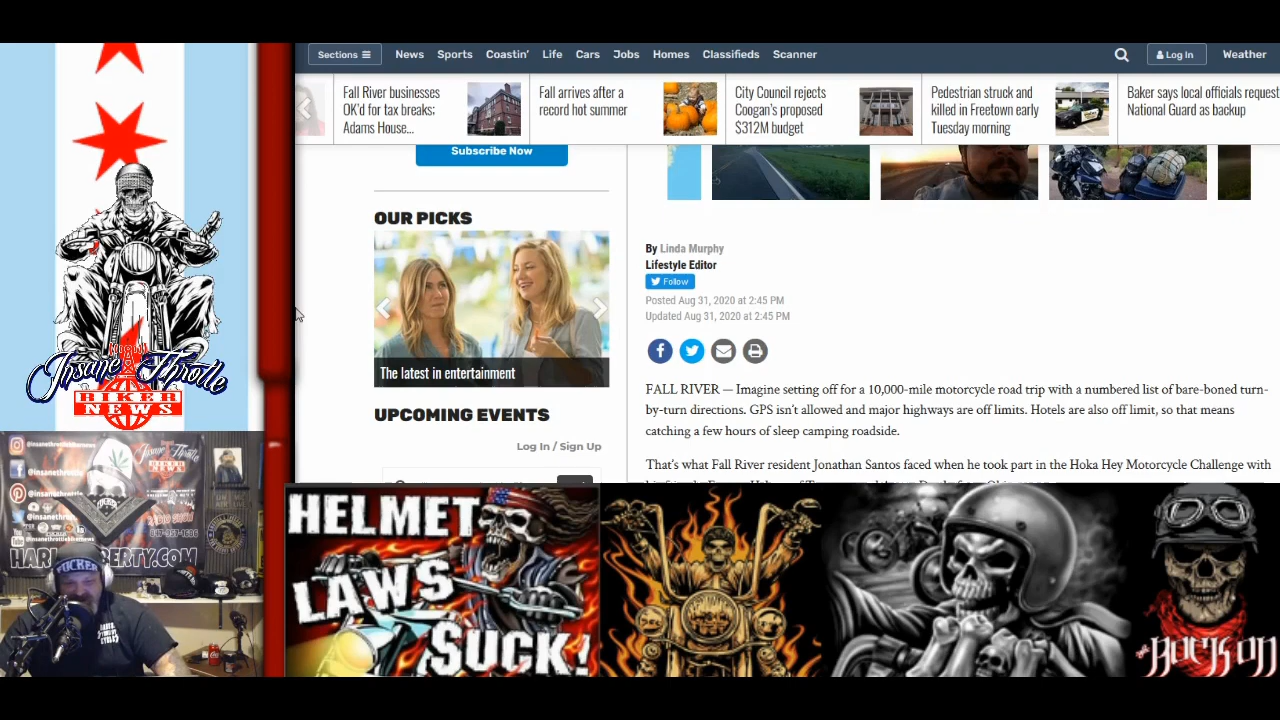 Sections
News
Sports
Coastin'
Life
Cars
Jobs
Homes
Classifieds
Scanner
Log In
Weather
Fall River businesses
OK'd for tax breaks;
Adams House...
Fall arrives after a
record hot summer
City Council rejects
Coogan's proposed
$312M budget
Pedestrian struck and
killed in Freetown early
Tuesday morning
Baker says local officials request
National Guard as backup
Subscribe Now
OUR PICKS
The latest in entertainment
UPCOMING EVENTS
Log In / Sign Up
By Linda Murphy
Lifestyle Editor
Follow
Posted Aug 31, 2020 at 2:45 PM
Updated Aug 31, 2020 at 2:45 PM
FALL RIVER — Imagine setting off for a 10,000-mile motorcycle road trip with a numbered list of bare-boned turn-
by-turn directions. GPS isn't allowed and major highways are off limits. Hotels are also off limit, so that means
catching a few hours of sleep camping roadside.
That's what Fall River resident Jonathan Santos faced when he took part in the Hoka Hey Motorcycle Challenge with
Insane Throttle
BIKER
NEWS
@insanethrottlebikernews
@insanethrottle
@insanethrottle
HELMET
LAWS
SUCK!
ROCK ON